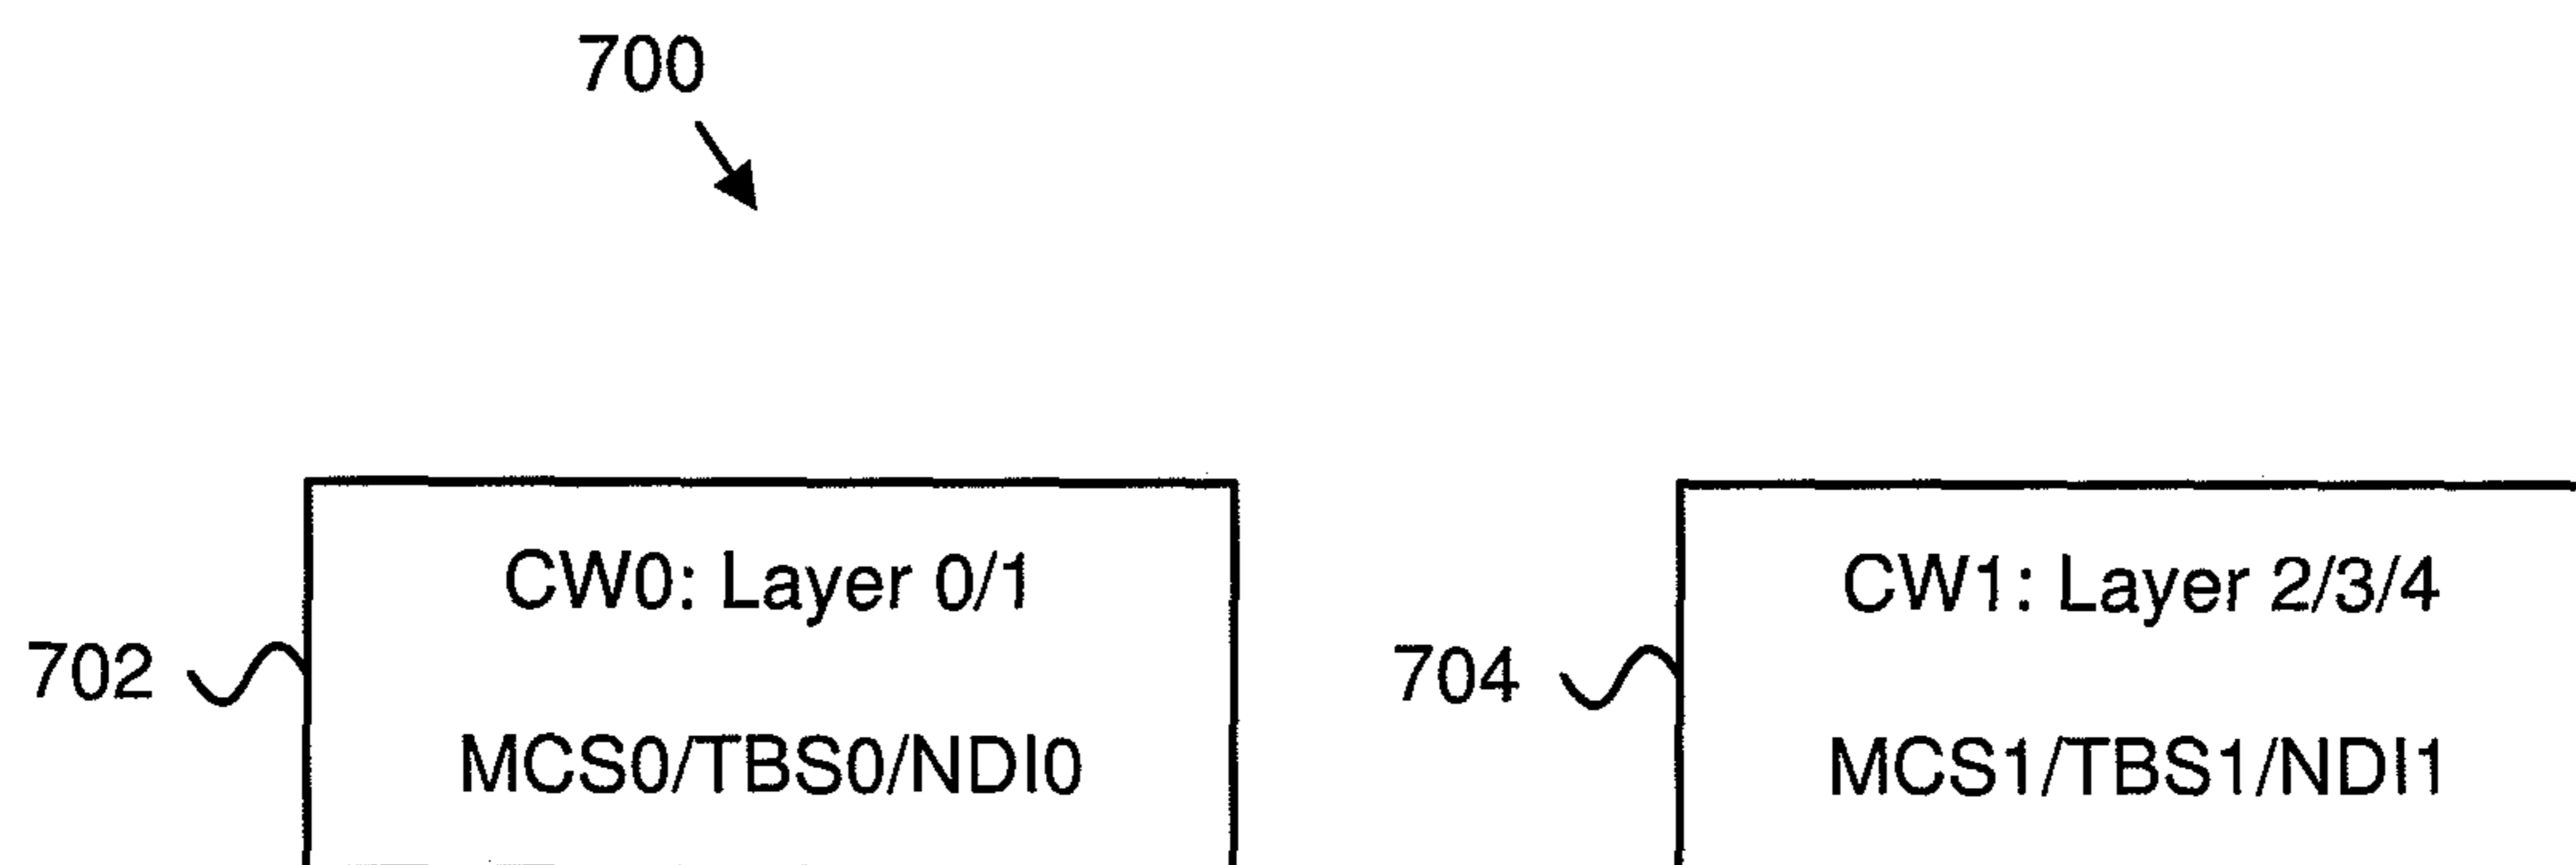 700
CW0: Layer 0/1
702
MCS0/TBS0/NDI0
CW1: Layer 2/3/4
704
MCS1/TBS1/NDI1